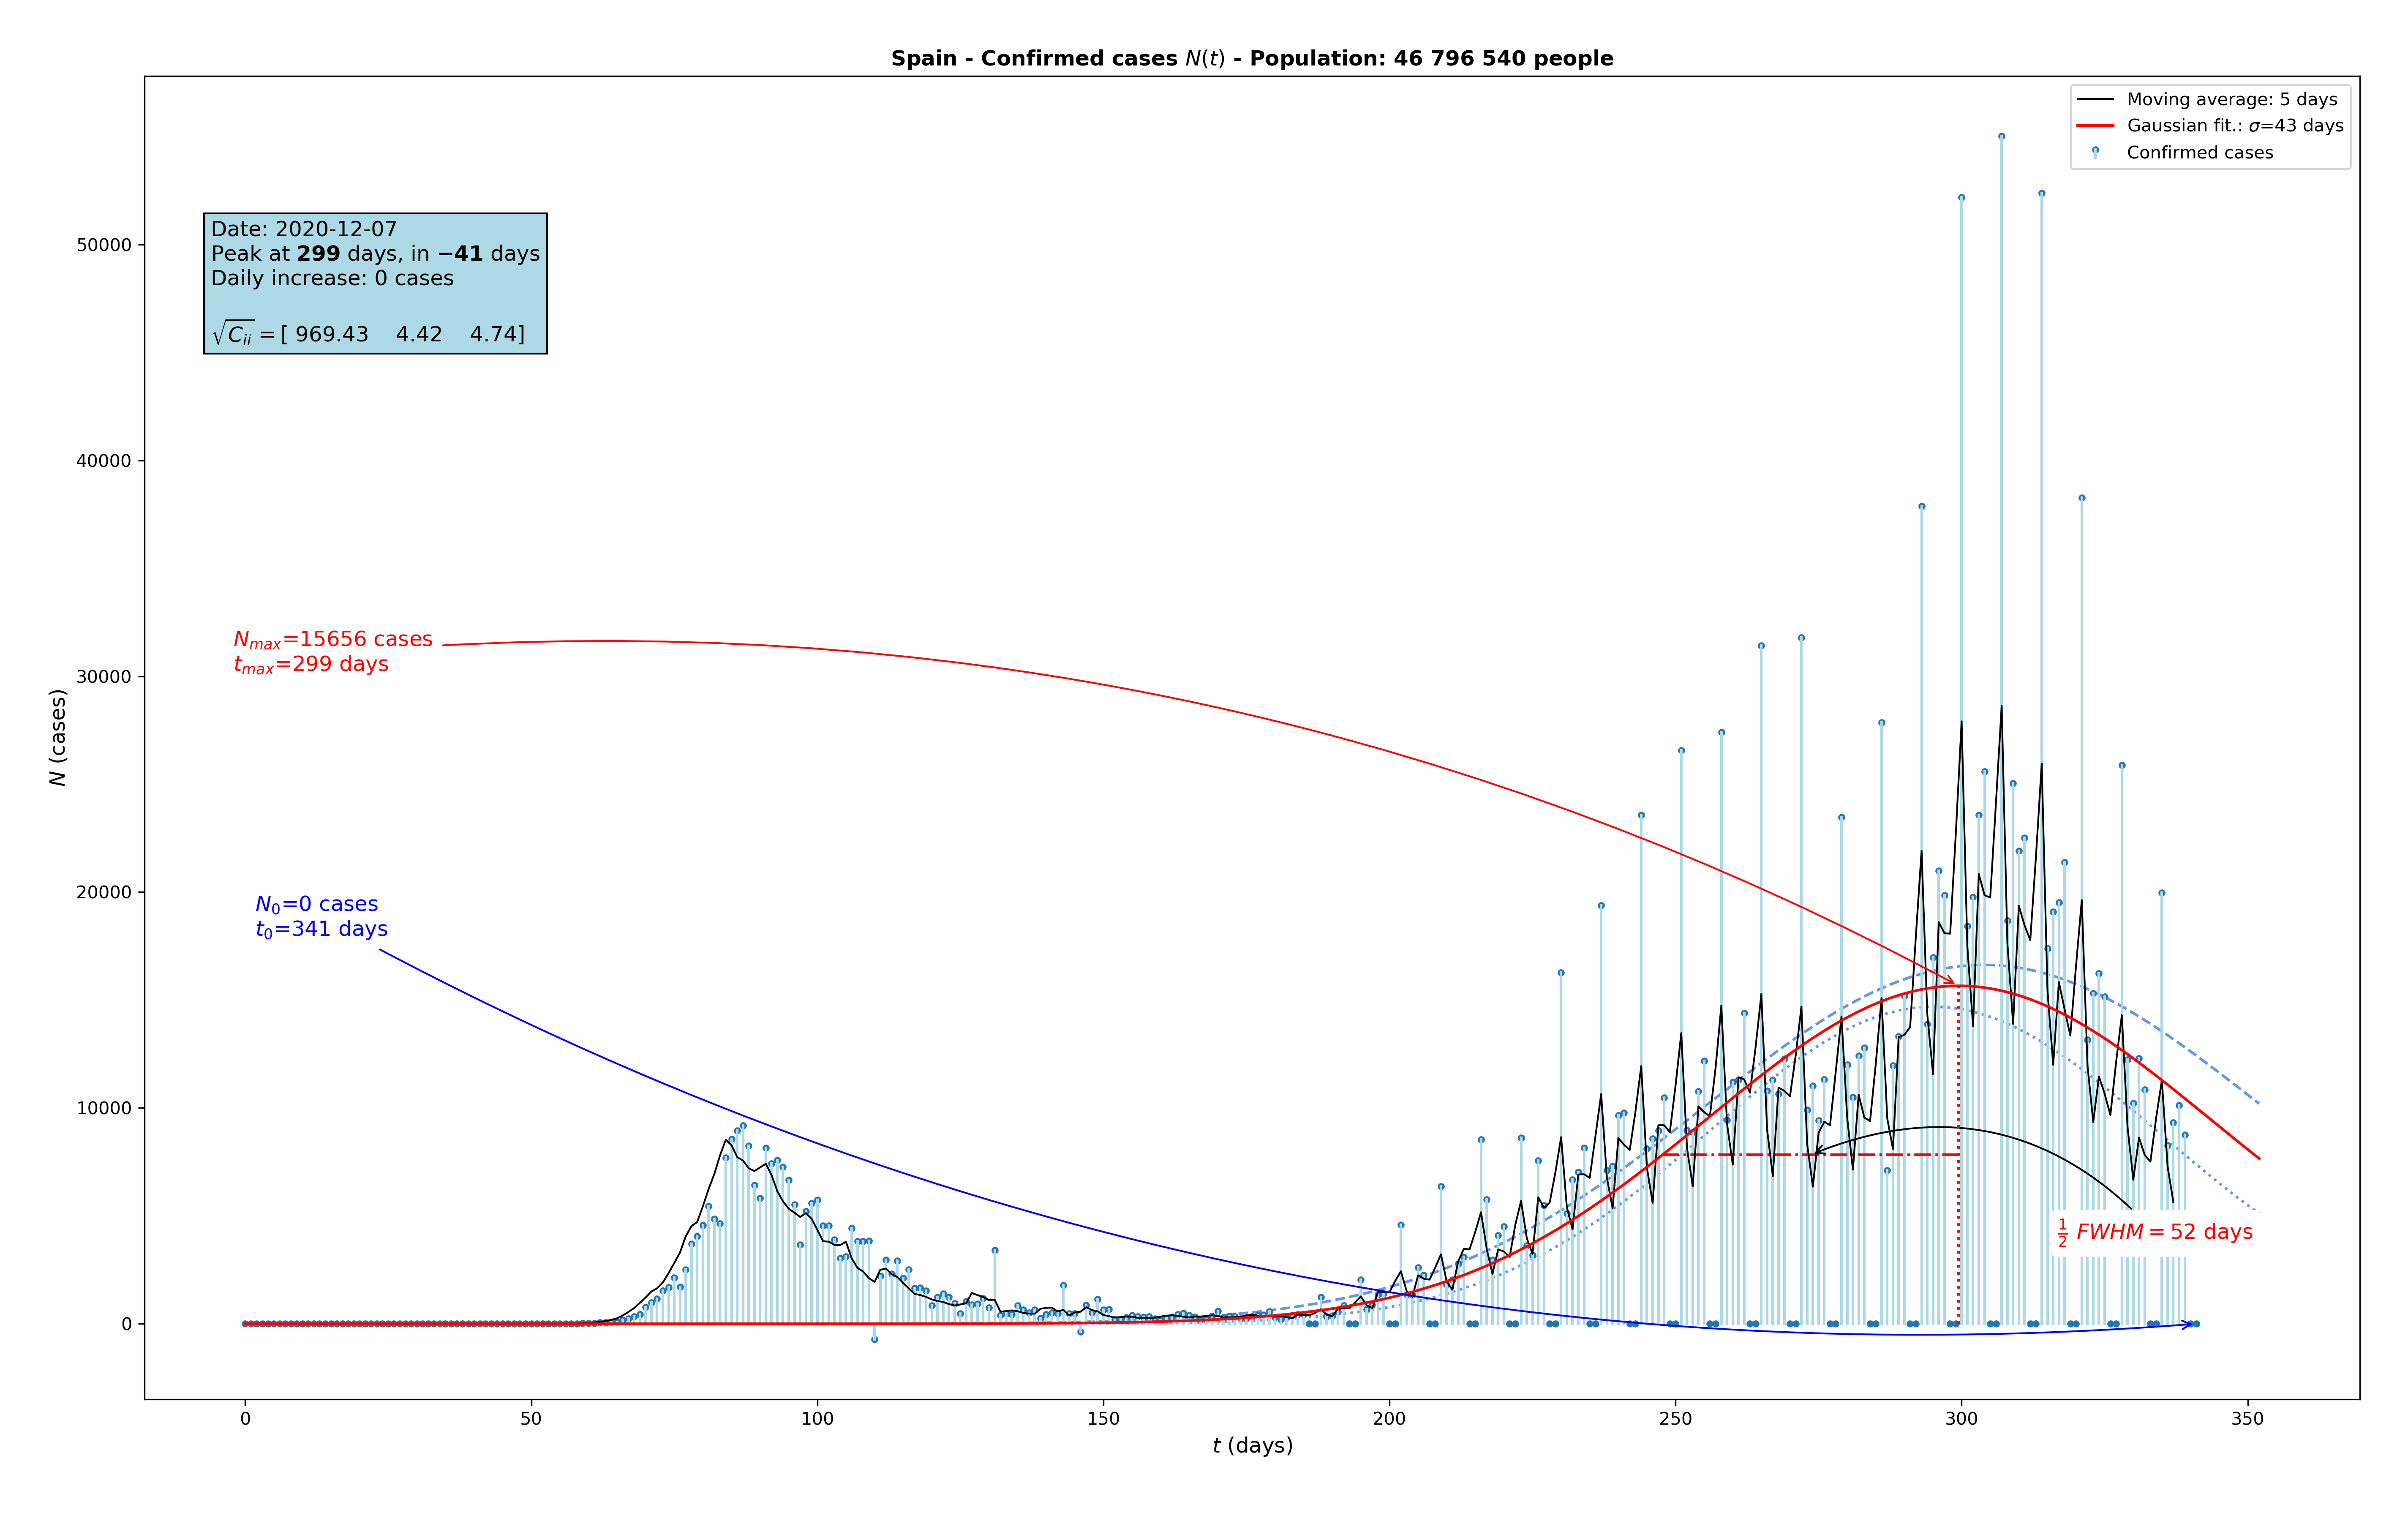 Spain - Confirmed cases N(t) - Population: 46 796 540 people
Moving average: 5 days
Gaussian fit.: σ=43 days
Confirmed cases
Date: 2020-12-07
Peak at 299 days, in −41 days
Daily increase: 0 cases
√Cᵢᵢ = [ 969.43 4.42 4.74]
N_max=15656 cases
t_max=299 days
N₀=0 cases
t₀=341 days
½ FWHM = 52 days
N (cases)
50000
40000
30000
20000
10000
0
0 50 100 150 200 250 300 350
t (days)